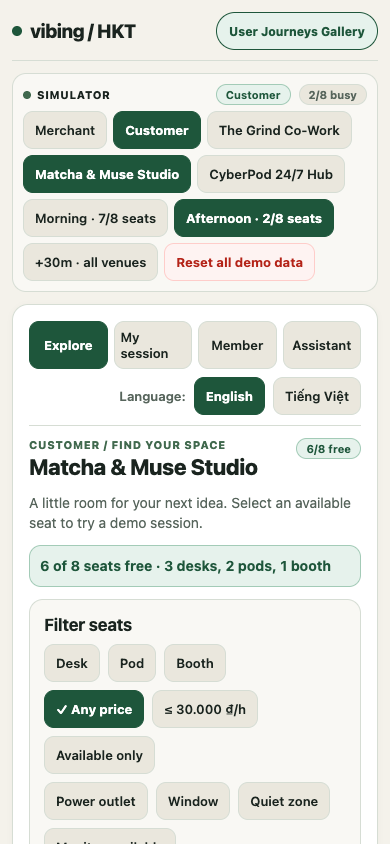 vibing / HKT
User Journeys Gallery
SIMULATOR
Customer
2/8 busy
Merchant
Customer
The Grind Co-Work
Matcha & Muse Studio
CyberPod 24/7 Hub
Morning · 7/8 seats
Afternoon · 2/8 seats
+30m · all venues
Reset all demo data
Explore
My
session
Member
Assistant
Language:
English
Tiếng Việt
CUSTOMER / FIND YOUR SPACE
6/8 free
Matcha & Muse Studio
A little room for your next idea. Select an available
seat to try a demo session.
6 of 8 seats free · 3 desks, 2 pods, 1 booth
Filter seats
Desk
Pod
Booth
✓ Any price
≤ 30.000 ₫/h
Available only
Power outlet
Window
Quiet zone